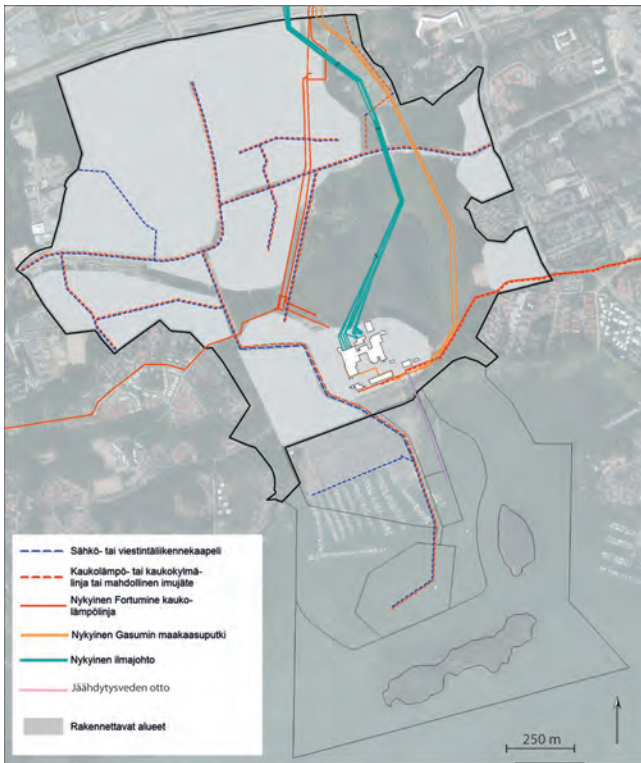 Sähkö- tai viestintäliikennekaapeli
Kaukolämpö- tai kaukokylmä-
linja tai mahdollinen imujäte
Nykyinen Fortumine kauko-
lämpölinja
Nykyinen Gasumin maakaasuputki
Nykyinen ilmajohto
Jäähdytysveden otto
Rakennettavat alueet
250 m